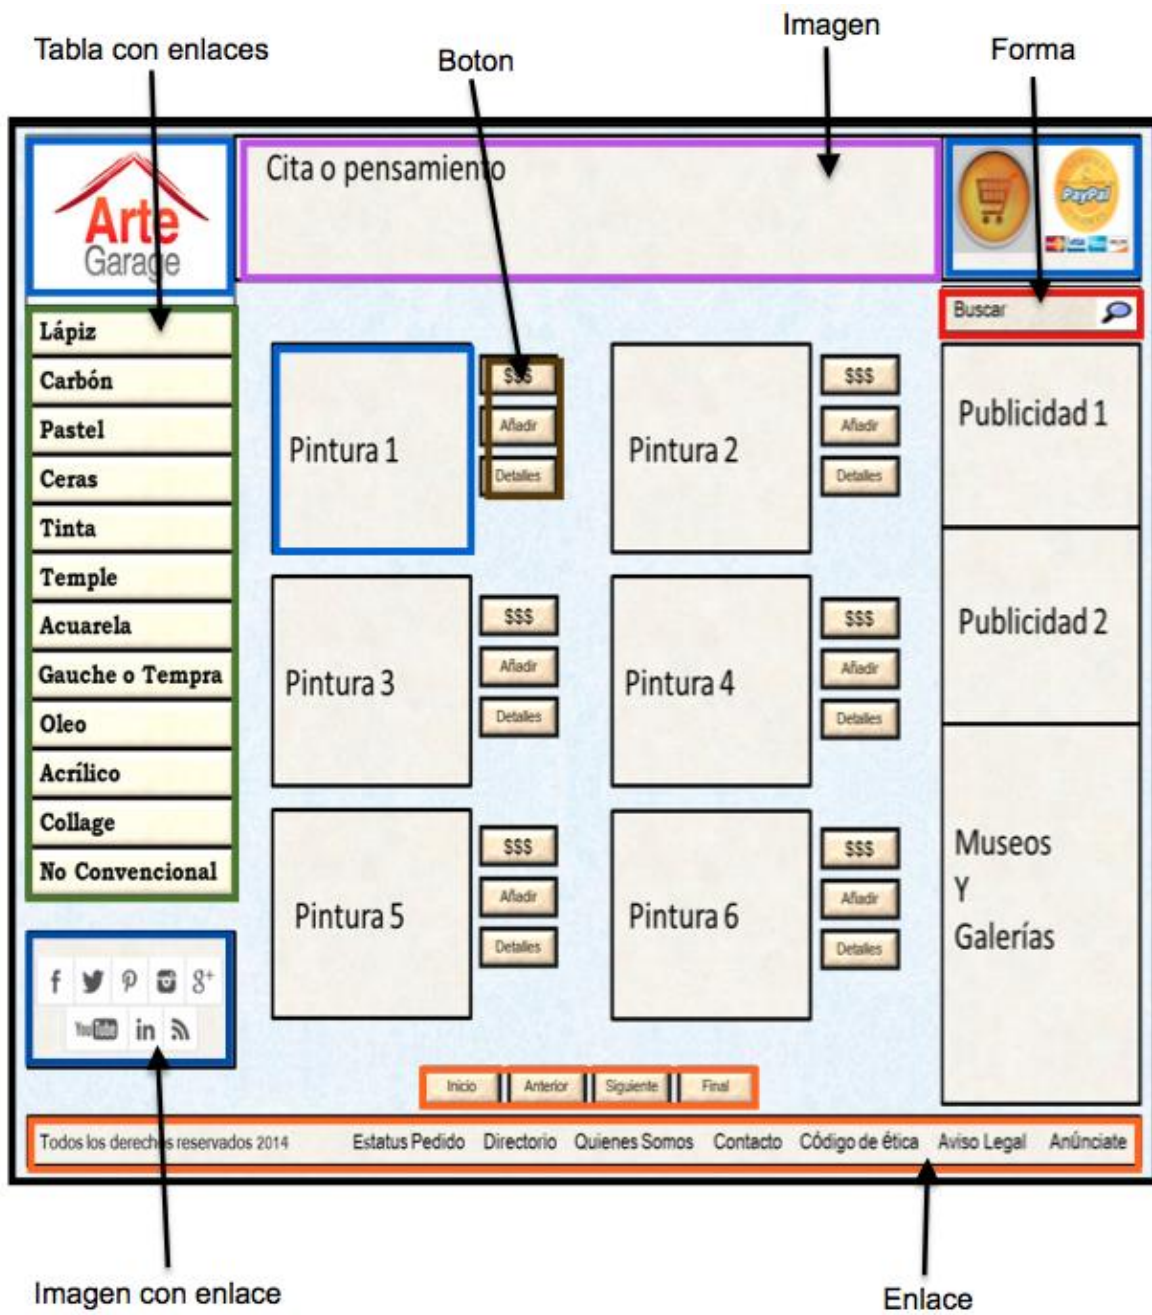 Imagen
Tabla con enlaces
Boton
Forma
Arte
Garage
Cita o pensamiento
PayPal
VISA
Buscar
Lápiz
Carbón
Pastel
Ceras
Tinta
Temple
Acuarela
Gauche o Tempra
Oleo
Acrílico
Collage
No Convencional
Pintura 1
$$$
Añadir
Detalles
Pintura 2
$$$
Añadir
Detalles
Pintura 3
$$$
Añadir
Detalles
Pintura 4
$$$
Añadir
Detalles
Pintura 5
$$$
Añadir
Detalles
Pintura 6
$$$
Añadir
Detalles
Publicidad 1
Publicidad 2
Museos
Y
Galerías
f
g+
YouTube in
Inicio Anterior Siguiente Final
Todos los derechos reservados 2014 Estatus Pedido Directorio Quienes Somos Contacto Código de ética Aviso Legal Anúnciate
Imagen con enlace
Enlace